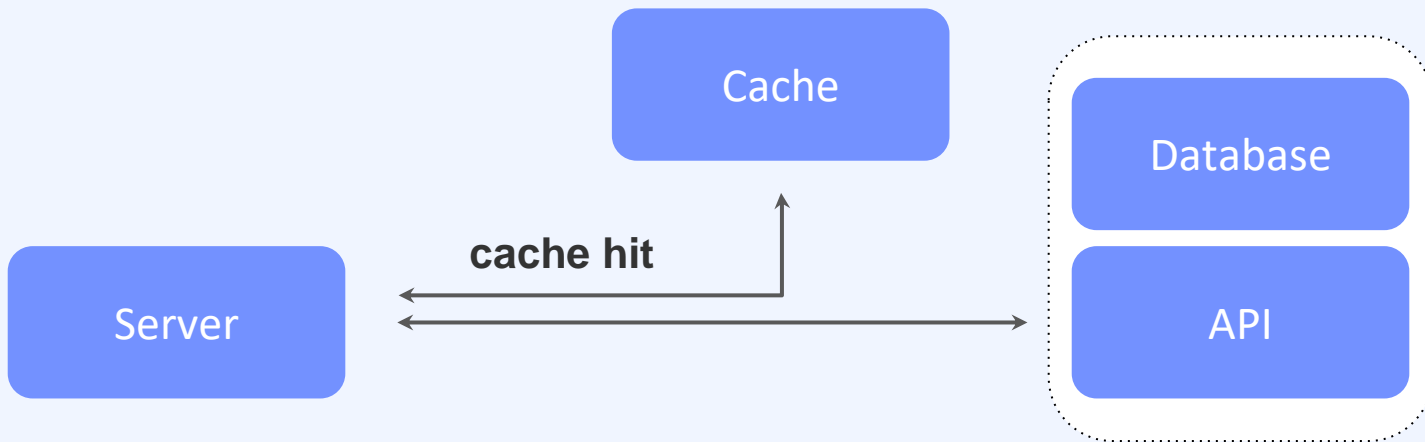 Cache
Database
cache hit
Server
API